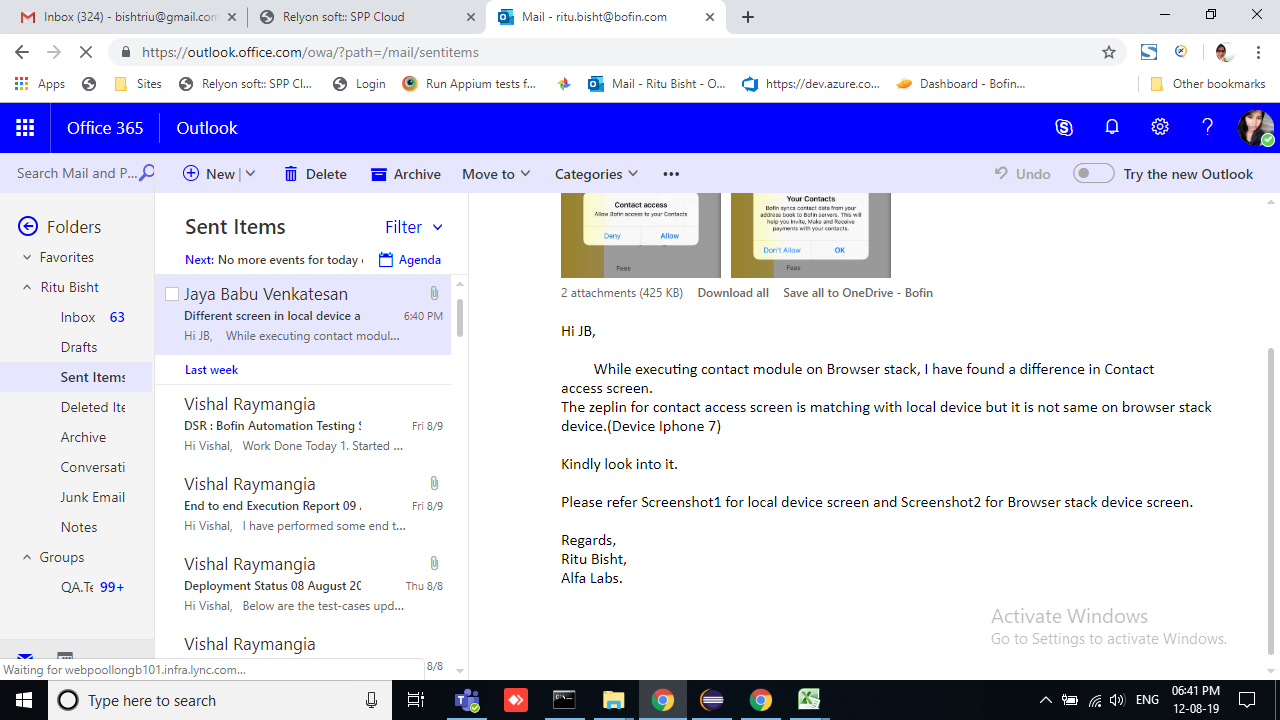 Inbox (324) - bishtriu@gmail.com
Relyon soft:: SPP Cloud
Mail - ritu.bisht@bofin.com
https://outlook.office.com/owa/?path=/mail/sentitems
Apps
Sites
Relyon soft:: SPP Cl...
Login
Run Appium tests f...
Mail - Ritu Bisht - O...
https://dev.azure.co...
Dashboard - Bofin...
Other bookmarks
Office 365
Outlook
Search Mail and P...
New
Delete
Archive
Move to
Categories
Undo
Try the new Outlook
Folders
Favorites
Ritu Bisht
Inbox 63
Drafts
Sent Items
Deleted Ite
Archive
Conversati
Junk Email
Notes
Groups
QA.Te 99+
Sent Items
Filter
Next: No more events for today
Agenda
Jaya Babu Venkatesan
Different screen in local device a 6:40 PM
Hi JB, While executing contact modul...
Last week
Vishal Raymangia
DSR : Bofin Automation Testing S Fri 8/9
Hi Vishal, Work Done Today 1. Started ...
Vishal Raymangia
End to end Execution Report 09 Fri 8/9
Hi Vishal, I have performed some end t...
Vishal Raymangia
Deployment Status 08 August 20 Thu 8/8
Hi Vishal, Below are the test-cases upd...
Vishal Raymangia
8/8
Contact access
Allow Bofin access to your Contacts
Deny Allow
Fees
Your Contacts
Bofin syncs contact data from your
address book to Bofin servers. This will
help you Invite, Make and Receive
payments with your contacts.
Don't Allow OK
Fees
2 attachments (425 KB) Download all Save all to OneDrive - Bofin
Hi JB,
While executing contact module on Browser stack, I have found a difference in Contact
access screen.
The zeplin for contact access screen is matching with local device but it is not same on browser stack
device.(Device Iphone 7)
Kindly look into it.
Please refer Screenshot1 for local device screen and Screenshot2 for Browser stack device screen.
Regards,
Ritu Bisht,
Alfa Labs.
Activate Windows
Go to Settings to activate Windows.
Waiting for webpoollongb101.infra.lync.com...
Type here to search
ENG
06:41 PM
12-08-19